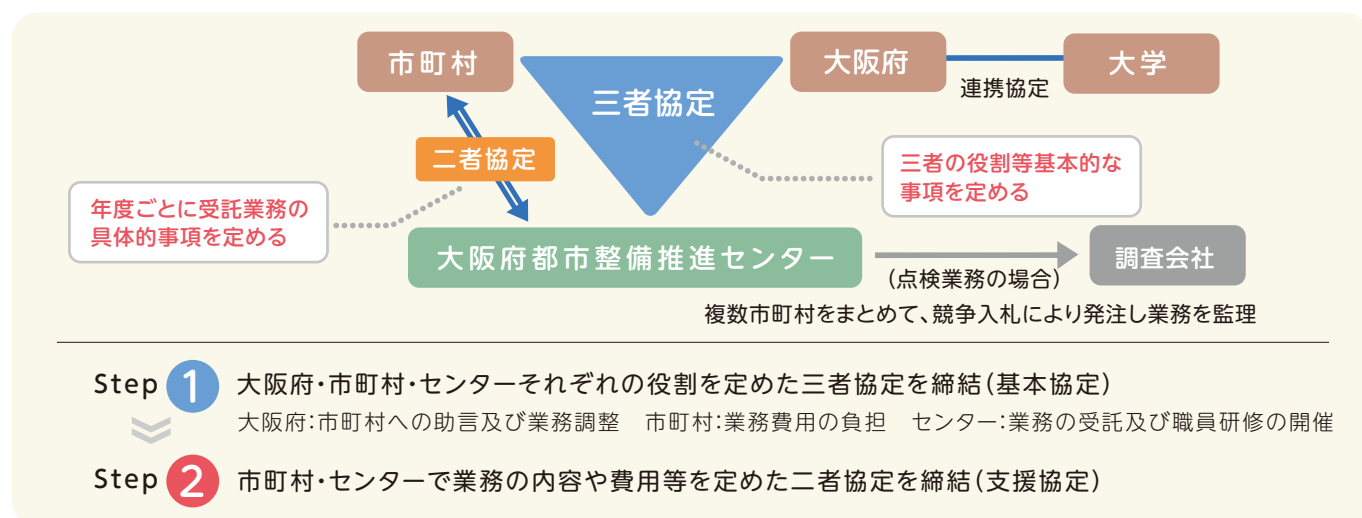 市町村
三者協定
大阪府
連携協定
大学
二者協定
三者の役割等基本的な
事項を定める
年度ごとに受託業務の
具体的事項を定める
大阪府都市整備推進センター
(点検業務の場合)
調査会社
複数市町村をまとめて、競争入札により発注し業務を監理
Step 1 大阪府・市町村・センターそれぞれの役割を定めた三者協定を締結(基本協定)
大阪府:市町村への助言及び業務調整 市町村:業務費用の負担 センター:業務の受託及び職員研修の開催
Step 2 市町村・センターで業務の内容や費用等を定めた二者協定を締結(支援協定)